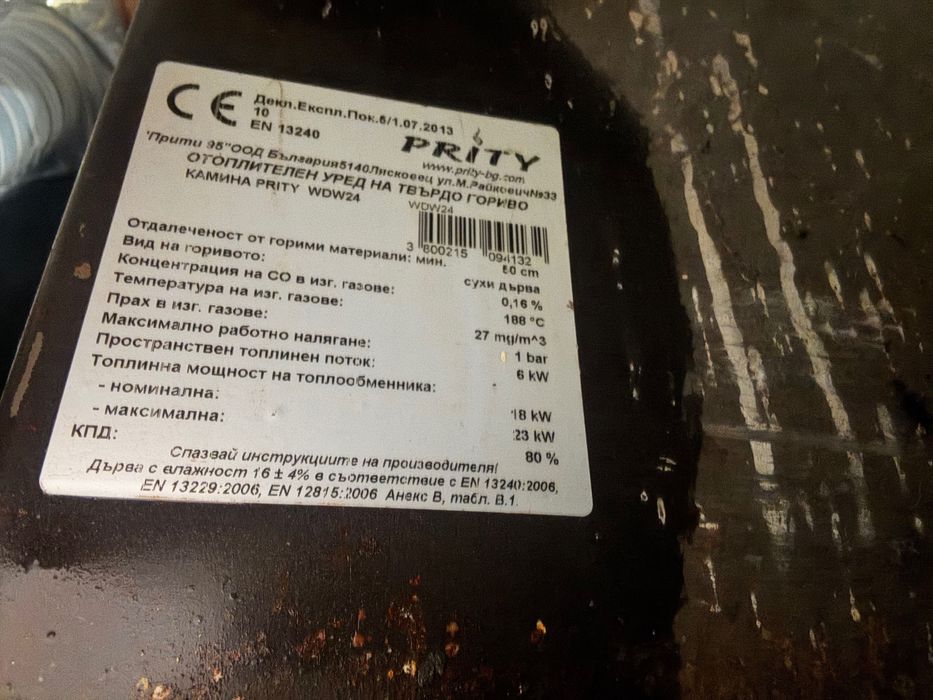 CE Декл.Експл.Пок.6/1.07.2013
10
EN 13240
PRITY
www.prity-bg.com
"Прити 95"ООД България5140Лясковец ул.М.Райкович№33
ОТОПЛИТЕЛЕН УРЕД НА ТВЪРДО ГОРИВО
КАМИНА PRITY WDW24
WDW24
3 800215 094132
Отдалеченост от горими материали: мин. 80 cm
Вид на горивото: сухи дърва
Концентрация на CO в изг. газове: 0,16 %
Температура на изг. газове: 188 °C
Прах в изг. газове: 27 mg/m^3
Максимално работно налягане: 1 bar
Пространствен топлинен поток: 6 kW
Топлинна мощност на топлообменника:
- номинална: 18 kW
- максимална: 23 kW
КПД: 80 %
Спазвай инструкциите на производителя!
Дърва с влажност 16 ± 4% в съответствие с EN 13240:2006,
EN 13229:2006, EN 12815:2006 Анекс B, табл. B.1.